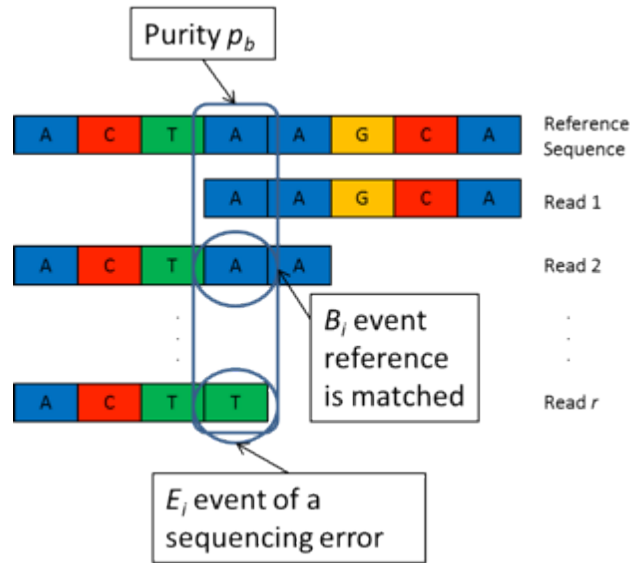 Purity p_b
A C T A A G C A Reference
Sequence
A A G C A Read 1
A C T A A Read 2
B_i event
reference
is matched
A C T T Read r
E_i event of a
sequencing error